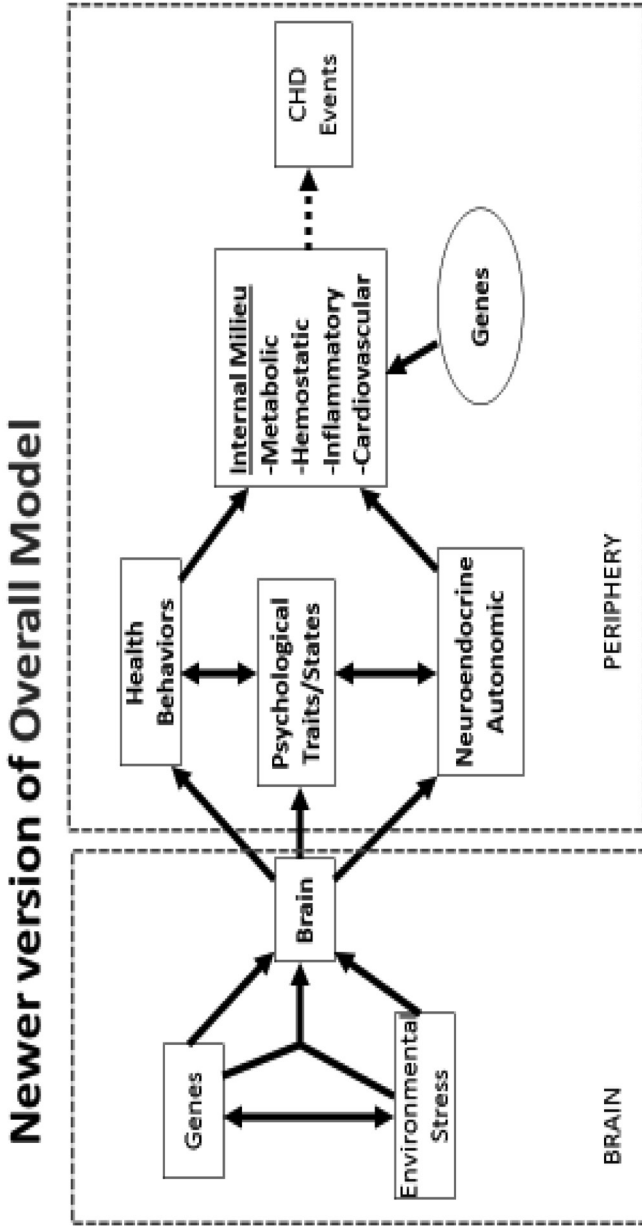 Newer version of Overall Model
Genes
Environmental
Stress
BRAIN
Brain
Health
Behaviors
Psychological
Traits/States
Neuroendocrine
Autonomic
Internal Milieu
-Metabolic
-Hemostatic
-Inflammatory
-Cardiovascular
Genes
CHD
Events
PERIPHERY